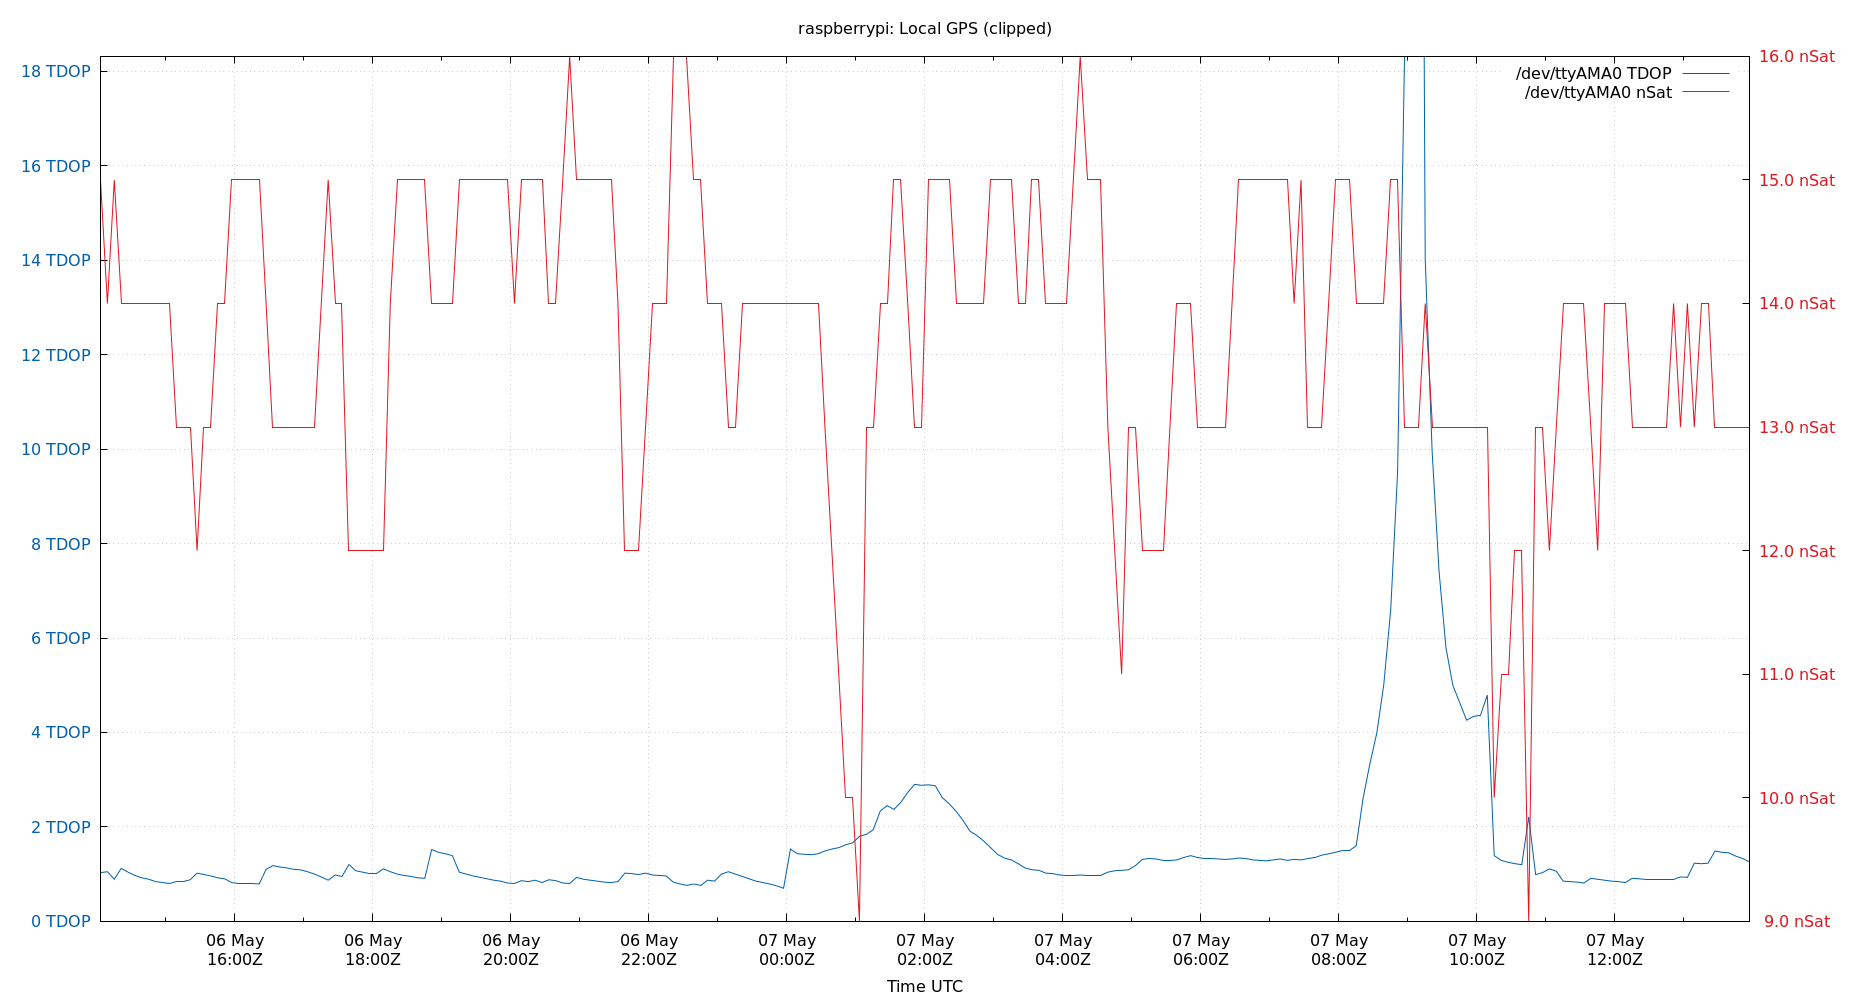 raspberrypi: Local GPS (clipped)
18 TDOP
16 TDOP
14 TDOP
12 TDOP
10 TDOP
8 TDOP
6 TDOP
4 TDOP
2 TDOP
0 TDOP
/dev/ttyAMA0 TDOP
/dev/ttyAMA0 nSat
16.0 nSat
15.0 nSat
14.0 nSat
13.0 nSat
12.0 nSat
11.0 nSat
10.0 nSat
9.0 nSat
06 May
16:00Z
06 May
18:00Z
06 May
20:00Z
06 May
22:00Z
07 May
00:00Z
07 May
02:00Z
07 May
04:00Z
07 May
06:00Z
07 May
08:00Z
07 May
10:00Z
07 May
12:00Z
Time UTC